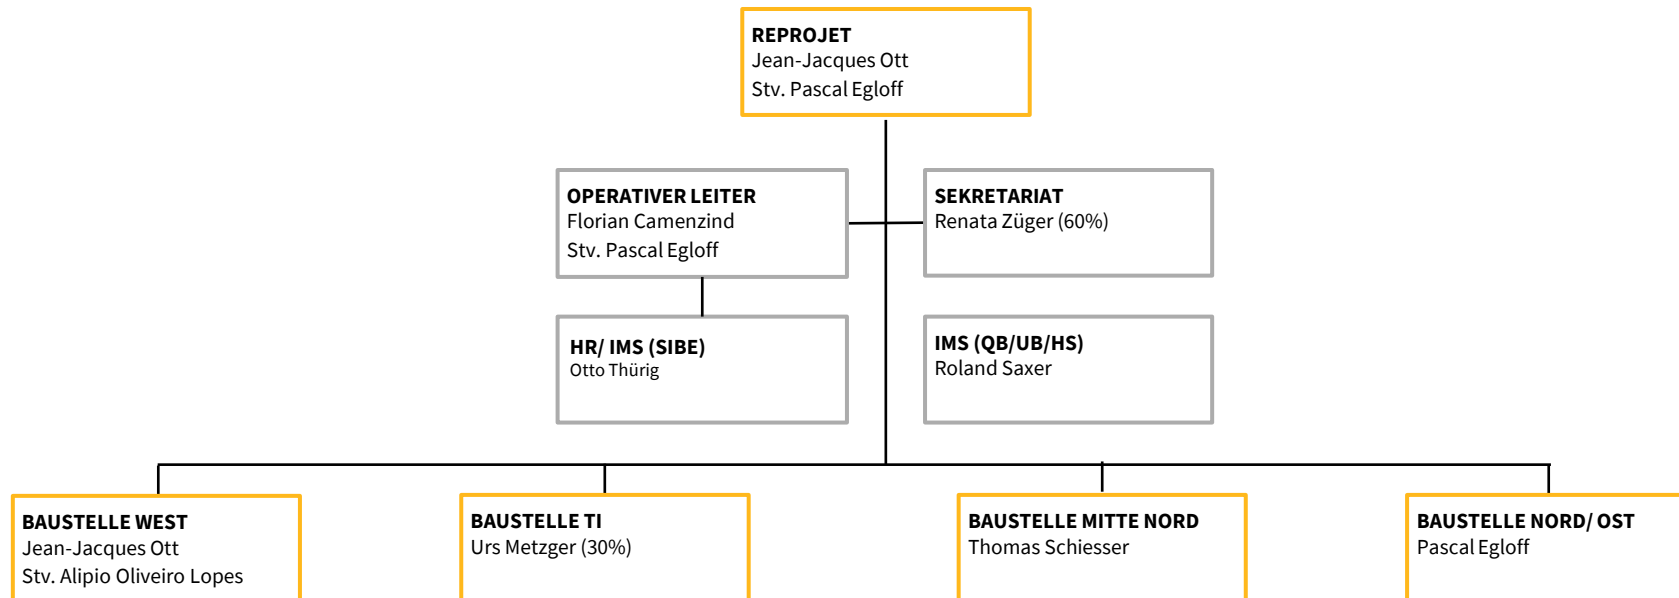 REPROJET
Jean-Jacques Ott
Stv. Pascal Egloff
OPERATIVER LEITER
Florian Camenzind
Stv. Pascal Egloff
SEKRETARIAT
Renata Züger (60%)
HR/ IMS (SIBE)
Otto Thürig
IMS (QB/UB/HS)
Roland Saxer
BAUSTELLE WEST
Jean-Jacques Ott
Stv. Alipio Oliveiro Lopes
BAUSTELLE TI
Urs Metzger (30%)
BAUSTELLE MITTE NORD
Thomas Schiesser
BAUSTELLE NORD/ OST
Pascal Egloff